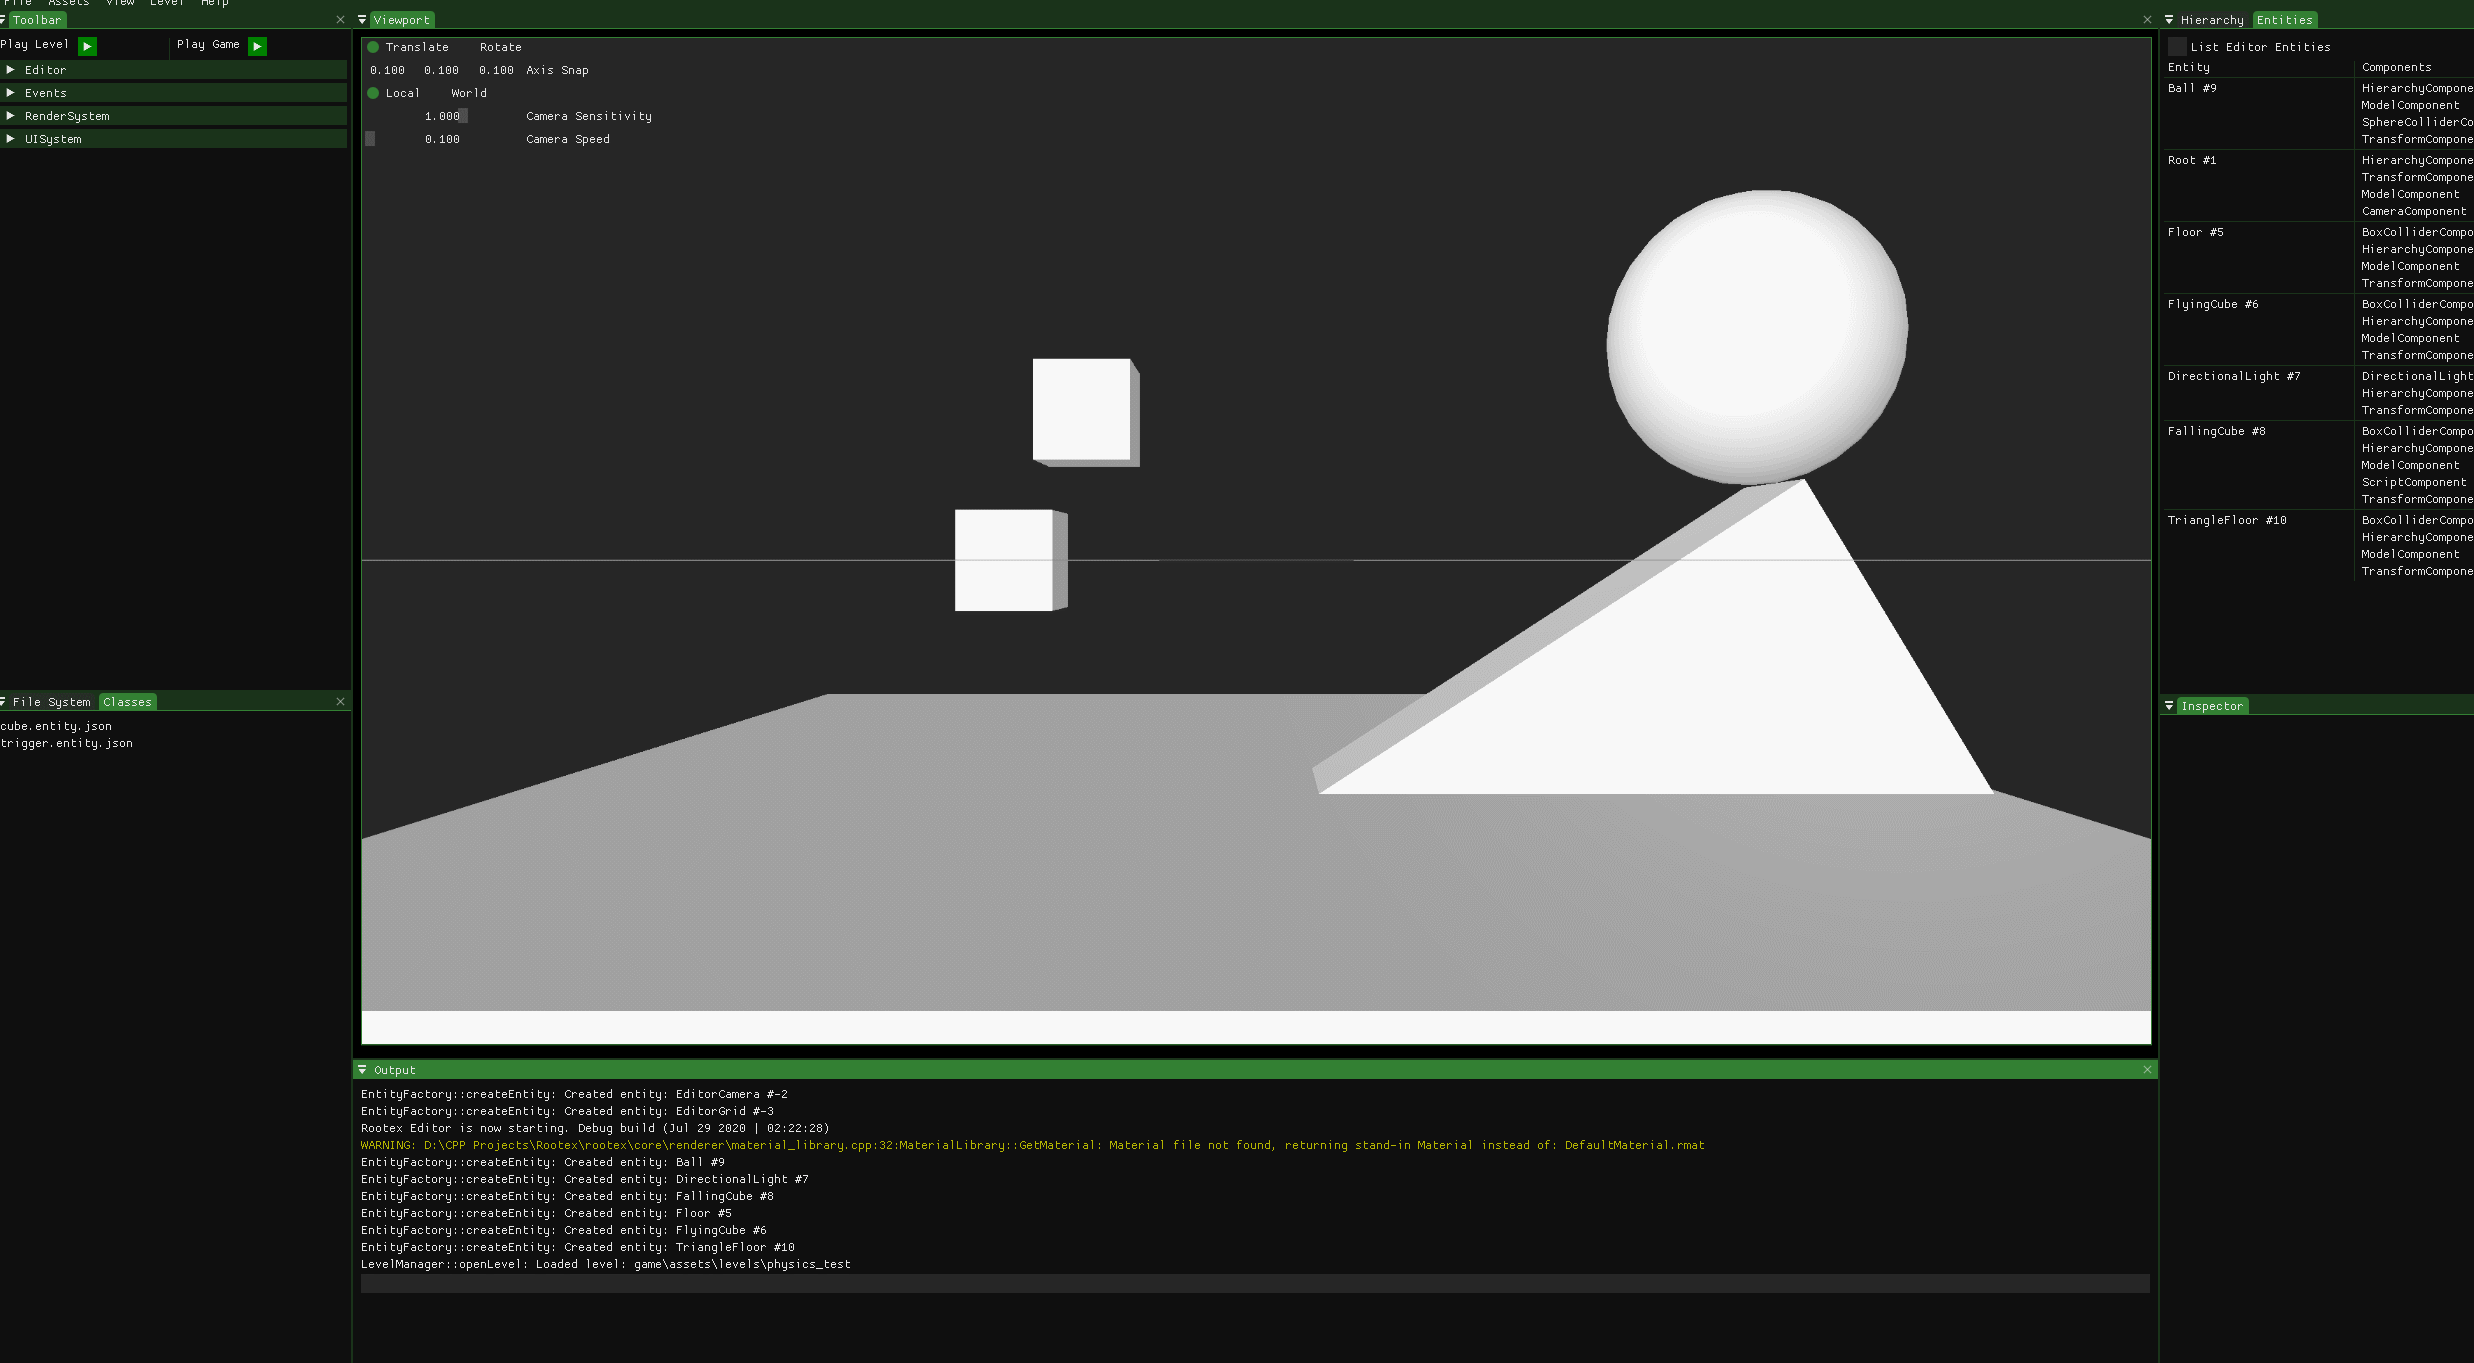 File Assets View Level Help
Toolbar
Play Level Play Game
Editor
Events
RenderSystem
UISystem
File System Classes
cube.entity.json
trigger.entity.json
Viewport
Translate Rotate
0.100 0.100 0.100 Axis Snap
Local World
1.000 Camera Sensitivity
0.100 Camera Speed
Output
EntityFactory::createEntity: Created entity: EditorCamera #-2
EntityFactory::createEntity: Created entity: EditorGrid #-3
Rootex Editor is now starting. Debug build (Jul 29 2020 | 02:22:28)
WARNING: D:\CPP Projects\Rootex\rootex\core\renderer\material_library.cpp:32:MaterialLibrary::GetMaterial: Material file not found, returning stand-in Material instead of: DefaultMaterial.rmat
EntityFactory::createEntity: Created entity: Ball #9
EntityFactory::createEntity: Created entity: DirectionalLight #7
EntityFactory::createEntity: Created entity: FallingCube #8
EntityFactory::createEntity: Created entity: Floor #5
EntityFactory::createEntity: Created entity: FlyingCube #6
EntityFactory::createEntity: Created entity: TriangleFloor #10
LevelManager::openLevel: Loaded level: game\assets\levels\physics_test
Hierarchy Entities
List Editor Entities
Entity Components
Ball #9 HierarchyCompone
ModelComponent
SphereColliderCo
TransformCompone
Root #1 HierarchyCompone
TransformCompone
ModelComponent
CameraComponent
Floor #5 BoxColliderCompo
HierarchyCompone
ModelComponent
TransformCompone
FlyingCube #6 BoxColliderCompo
HierarchyCompone
ModelComponent
TransformCompone
DirectionalLight #7 DirectionalLight
HierarchyCompone
TransformCompone
FallingCube #8 BoxColliderCompo
HierarchyCompone
ModelComponent
ScriptComponent
TransformCompone
TriangleFloor #10 BoxColliderCompo
HierarchyCompone
ModelComponent
TransformCompone
Inspector